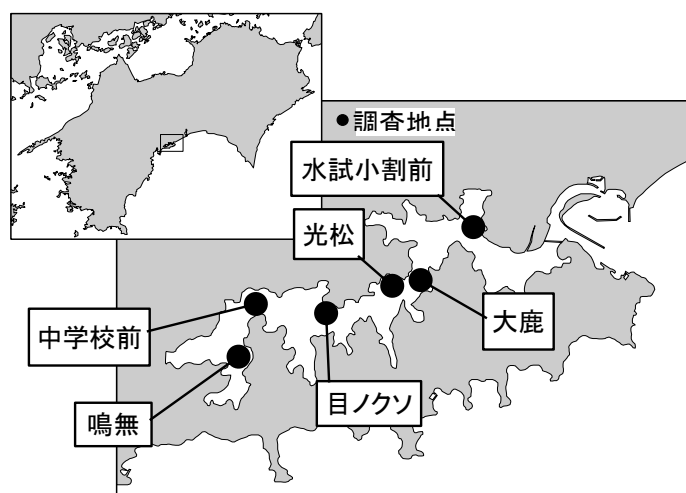 ●調査地点
水試小割前
光松
大鹿
中学校前
目ノクソ
鳴無